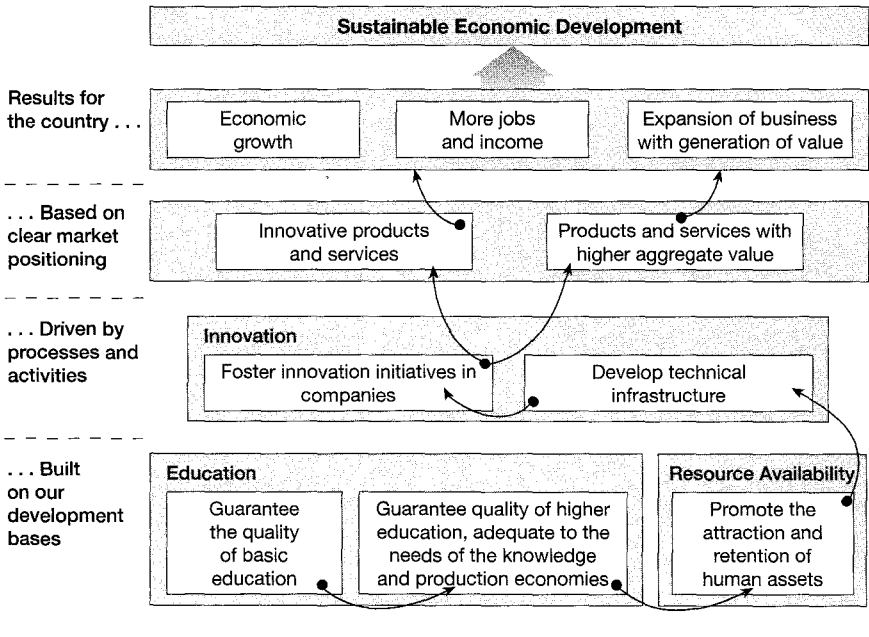 Sustainable Economic Development
Results for
the country . . .
Economic
growth
More jobs
and income
Expansion of business
with generation of value
. . . Based on
clear market
positioning
Innovative products
and services
Products and services with
higher aggregate value
. . . Driven by
processes and
activities
Innovation
Foster innovation initiatives in
companies
Develop technical
infrastructure
. . . Built
on our
development
bases
Education
Guarantee
the quality
of basic
education
Guarantee quality of higher
education, adequate to the
needs of the knowledge
and production economies
Resource Availability
Promote the
attraction and
retention of
human assets